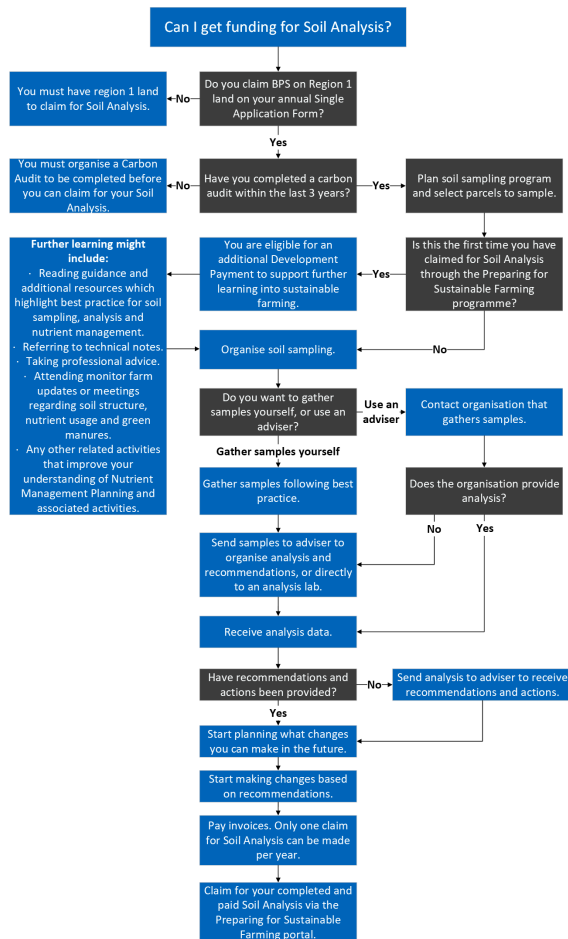 Can I get funding for Soil Analysis?
You must have region 1 land
to claim for Soil Analysis.
No
Do you claim BPS on Region 1
land on your annual Single
Application Form?
Yes
You must organise a Carbon
Audit to be completed before
you can claim for your Soil
Analysis.
No
Have you completed a carbon
audit within the last 3 years?
Yes
Plan soil sampling program
and select parcels to sample.
Further learning might
include:
· Reading guidance and
additional resources which
highlight best practice for soil
sampling, analysis and
nutrient management.
· Referring to technical notes.
· Taking professional advice.
· Attending monitor farm
updates or meetings
regarding soil structure,
nutrient usage and green
manures.
· Any other related activities
that improve your
understanding of Nutrient
Management Planning and
associated activities.
You are eligible for an
additional Development
Payment to support further
learning into sustainable
farming.
Yes
Is this the first time you have
claimed for Soil Analysis
through the Preparing for
Sustainable Farming
programme?
No
Organise soil sampling.
Do you want to gather
samples yourself, or use an
adviser?
Use an
adviser
Contact organisation that
gathers samples.
Gather samples yourself
Gather samples following best
practice.
Does the organisation provide
analysis?
No
Yes
Send samples to adviser to
organise analysis and
recommendations, or directly
to an analysis lab.
Receive analysis data.
Have recommendations and
actions been provided?
No
Send analysis to adviser to receive
recommendations and actions.
Yes
Start planning what changes
you can make in the future.
Start making changes based
on recommendations.
Pay invoices. Only one claim
for Soil Analysis can be made
per year.
Claim for your completed and
paid Soil Analysis via the
Preparing for Sustainable
Farming portal.